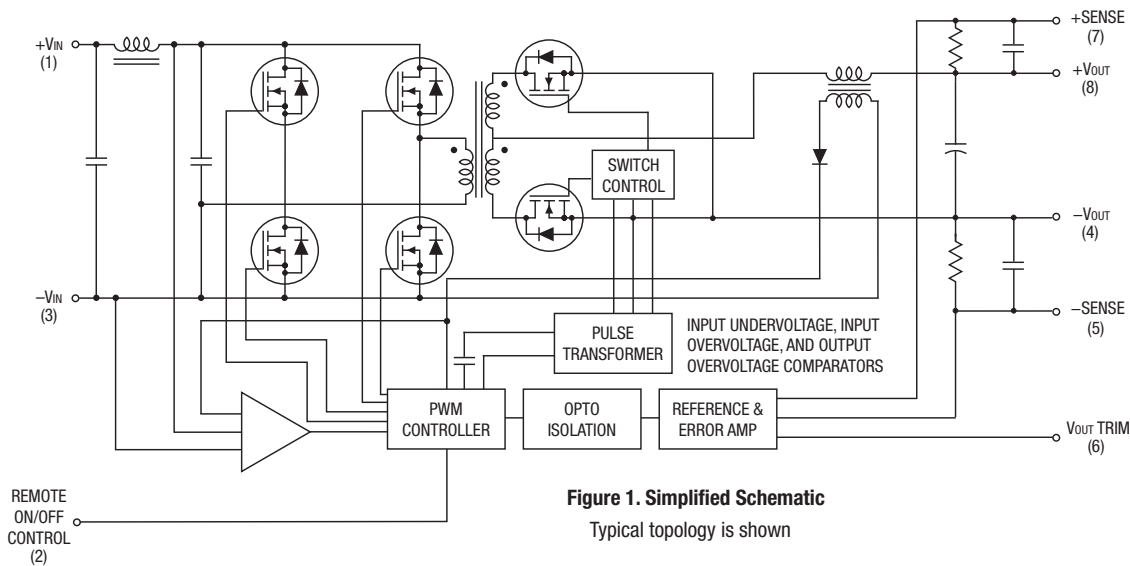 +VIN
(1)
+SENSE
(7)
+VOUT
(8)
SWITCH
CONTROL
−VOUT
(4)
−VIN
(3)
−SENSE
(5)
PULSE
TRANSFORMER
INPUT UNDERVOLTAGE, INPUT
OVERVOLTAGE, AND OUTPUT
OVERVOLTAGE COMPARATORS
PWM
CONTROLLER
OPTO
ISOLATION
REFERENCE &
ERROR AMP
VOUT TRIM
(6)
REMOTE
ON/OFF
CONTROL
(2)
Figure 1. Simplified Schematic
Typical topology is shown